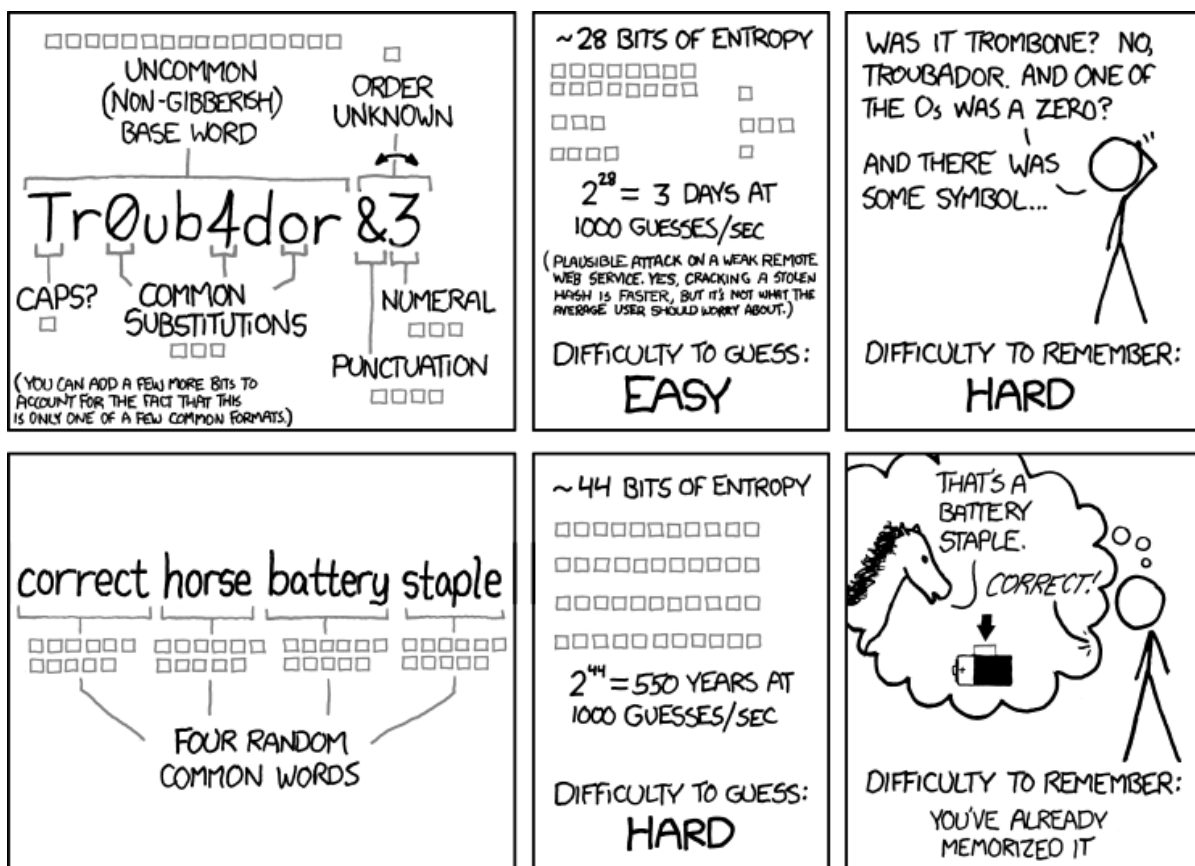 UNCOMMON
(NON-GIBBERISH)
BASE WORD
ORDER
UNKNOWN
Tr0ub4dor &3
CAPS?
COMMON
SUBSTITUTIONS
NUMERAL
PUNCTUATION
(YOU CAN ADD A FEW MORE BITS TO
ACCOUNT FOR THE FACT THAT THIS
IS ONLY ONE OF A FEW COMMON FORMATS.)
~28 BITS OF ENTROPY
2^28 = 3 DAYS AT
1000 GUESSES/SEC
(PLAUSIBLE ATTACK ON A WEAK REMOTE
WEB SERVICE. YES, CRACKING A STOLEN
HASH IS FASTER, BUT IT'S NOT WHAT THE
AVERAGE USER SHOULD WORRY ABOUT.)
DIFFICULTY TO GUESS:
EASY
WAS IT TROMBONE? NO,
TROUBADOR. AND ONE OF
THE Os WAS A ZERO?
AND THERE WAS
SOME SYMBOL...
DIFFICULTY TO REMEMBER:
HARD
correct horse battery staple
FOUR RANDOM
COMMON WORDS
~44 BITS OF ENTROPY
2^44 = 550 YEARS AT
1000 GUESSES/SEC
DIFFICULTY TO GUESS:
HARD
THAT'S A
BATTERY
STAPLE.
CORRECT!
DIFFICULTY TO REMEMBER:
YOU'VE ALREADY
MEMORIZED IT